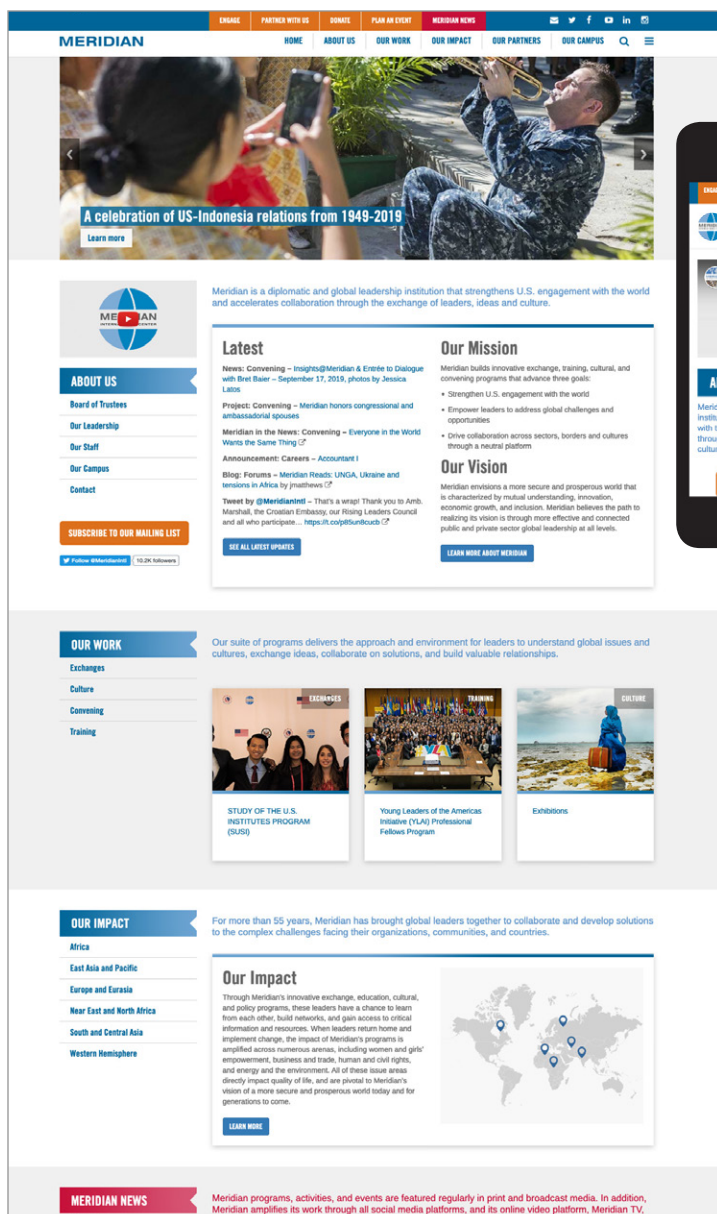 ENGAGE PARTNER WITH US DONATE PLAN AN EVENT MERIDIAN NEWS
MERIDIAN HOME ABOUT US OUR WORK OUR IMPACT OUR PARTNERS OUR CAMPUS
A celebration of US-Indonesia relations from 1949-2019
Learn more
MERIDIAN
INTERNATIONAL CENTER
Meridian is a diplomatic and global leadership institution that strengthens U.S. engagement with the world
and accelerates collaboration through the exchange of leaders, ideas and culture.
ABOUT US
Board of Trustees
Our Leadership
Our Staff
Our Campus
Contact
SUBSCRIBE TO OUR MAILING LIST
Follow @MeridianIntl 10.2K followers
Latest
News: Convening – Insights@Meridian & Entrée to Dialogue
with Bret Baier – September 17, 2019, photos by Jessica
Latos
Project: Convening – Meridian honors congressional and
ambassadorial spouses
Meridian in the News: Convening – Everyone in the World
Wants the Same Thing
Announcement: Careers – Accountant I
Blog: Forums – Meridian Reads: UNGA, Ukraine and
tensions in Africa by jmatthews
Tweet by @MeridianIntl – That's a wrap! Thank you to Amb.
Marshall, the Croatian Embassy, our Rising Leaders Council
and all who participate… https://t.co/p85un8cucb
SEE ALL LATEST UPDATES
Our Mission
Meridian builds innovative exchange, training, cultural, and
convening programs that advance three goals:
• Strengthen U.S. engagement with the world
• Empower leaders to address global challenges and
opportunities
• Drive collaboration across sectors, borders and cultures
through a neutral platform
Our Vision
Meridian envisions a more secure and prosperous world that
is characterized by mutual understanding, innovation,
economic growth, and inclusion. Meridian believes the path to
realizing its vision is through more effective and connected
public and private sector global leadership at all levels.
LEARN MORE ABOUT MERIDIAN
OUR WORK
Exchanges
Culture
Convening
Training
Our suite of programs delivers the approach and environment for leaders to understand global issues and
cultures, exchange ideas, collaborate on solutions, and build valuable relationships.
EXCHANGES
STUDY OF THE U.S.
INSTITUTES PROGRAM
(SUSI)
TRAINING
YLAI
Young Leaders of the Americas
Initiative (YLAI) Professional
Fellows Program
CULTURE
Exhibitions
OUR IMPACT
Africa
East Asia and Pacific
Europe and Eurasia
Near East and North Africa
South and Central Asia
Western Hemisphere
For more than 55 years, Meridian has brought global leaders together to collaborate and develop solutions
to the complex challenges facing their organizations, communities, and countries.
Our Impact
Through Meridian's innovative exchange, education, cultural,
and policy programs, these leaders have a chance to learn
from each other, build networks, and gain access to critical
information and resources. When leaders return home and
implement change, the impact of Meridian's programs is
amplified across numerous arenas, including women and girls'
empowerment, business and trade, human and civil rights,
and energy and the environment. All of these issue areas
directly impact quality of life, and are pivotal to Meridian's
vision of a more secure and prosperous world today and for
generations to come.
LEARN MORE
MERIDIAN NEWS
Meridian programs, activities, and events are featured regularly in print and broadcast media. In addition,
Meridian amplifies its work through all social media platforms, and its online video platform, Meridian TV,